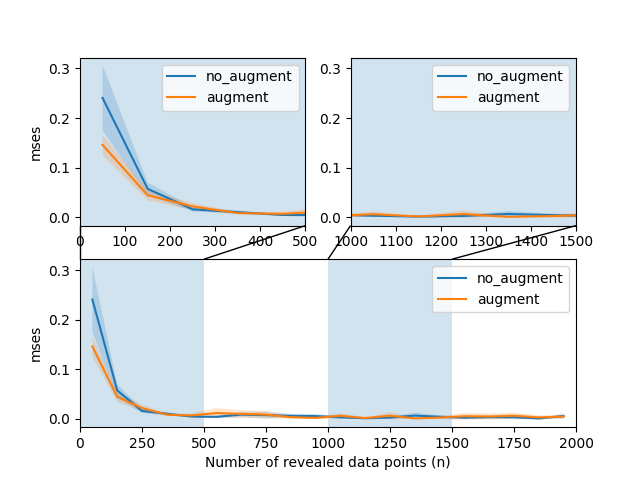 0.3
0.2
0.1
0.0
mses
no_augment
augment
0 100 200 300 400 500
0.3
0.2
0.1
0.0
no_augment
augment
1000 1100 1200 1300 1400 1500
0.3
0.2
0.1
0.0
mses
no_augment
augment
0 250 500 750 1000 1250 1500 1750 2000
Number of revealed data points (n)